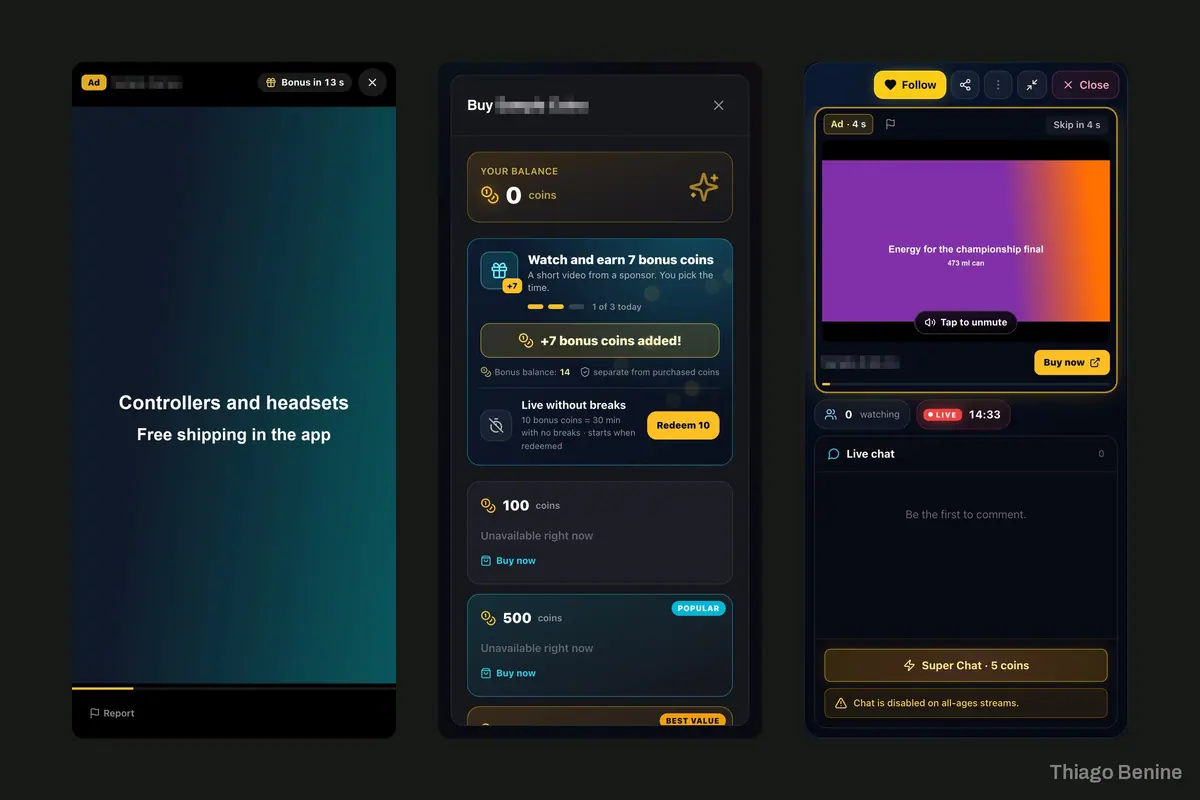 Ad
Bonus in 13 s
Controllers and headsets
Free shipping in the app
Report
Buy
YOUR BALANCE
0 coins
Watch and earn 7 bonus coins
A short video from a sponsor. You pick the
time.
+7
1 of 3 today
+7 bonus coins added!
Bonus balance: 14
separate from purchased coins
Live without breaks
10 bonus coins = 30 min
with no breaks · starts when
redeemed
Redeem 10
100 coins
Unavailable right now
Buy now
POPULAR
500 coins
Unavailable right now
Buy now
BEST VALUE
Follow
Close
Ad · 4 s
Skip in 4 s
Energy for the championship final
473 ml can
Tap to unmute
Buy now
0 watching
LIVE 14:33
Live chat
0
Be the first to comment.
Super Chat · 5 coins
Chat is disabled on all-ages streams.
Thiago Benine